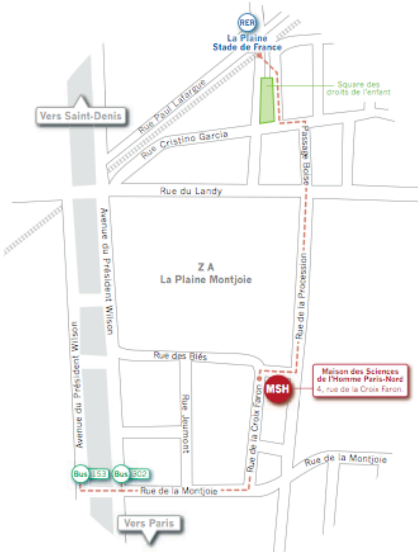 RER
La Plaine
Stade de France
Square des
droits de l'enfant
Rue Paul Lafargue
Vers Saint-Denis
Rue Cristino Garcia
Passage Boise
Rue du Landy
Avenue du Président Wilson
Z A
La Plaine Montjoie
Rue de la Procession
Avenue du Président Wilson
Rue des Blés
Maison des Sciences
de l'Homme Paris-Nord
4, rue de la Croix Faron.
MSH
Rue Jeumont
Rue de la Croix Faron
Rue de la Montjoie
Bus 153
Bus 302
Rue de la Montjoie
Vers Paris